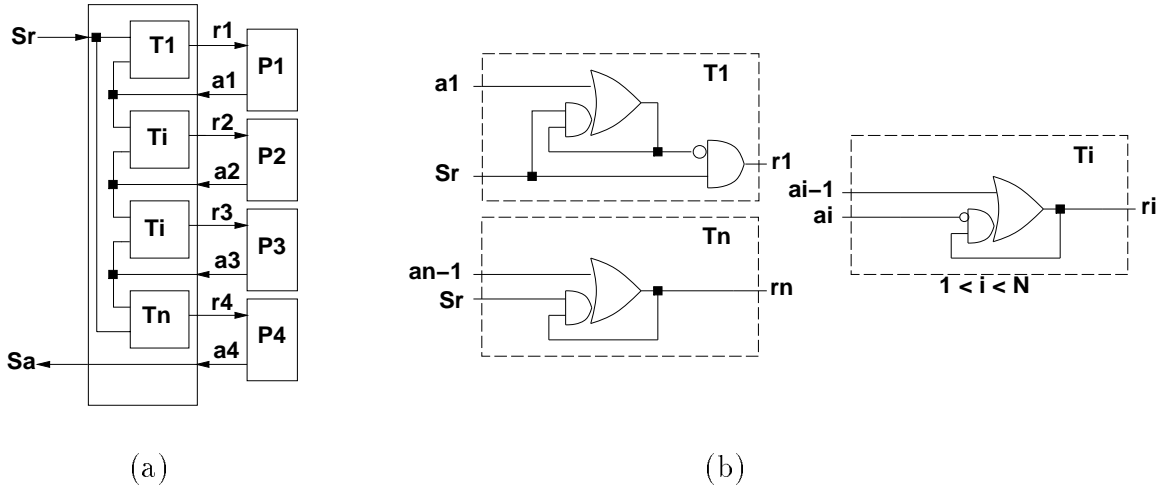 Sr
T1
r1
P1
a1
Ti
r2
P2
a2
Ti
r3
P3
a3
Tn
r4
P4
a4
Sa
(a)
T1
a1
Sr
r1
Tn
an−1
Sr
rn
Ti
ai−1
ai
ri
1 < i < N
(b)